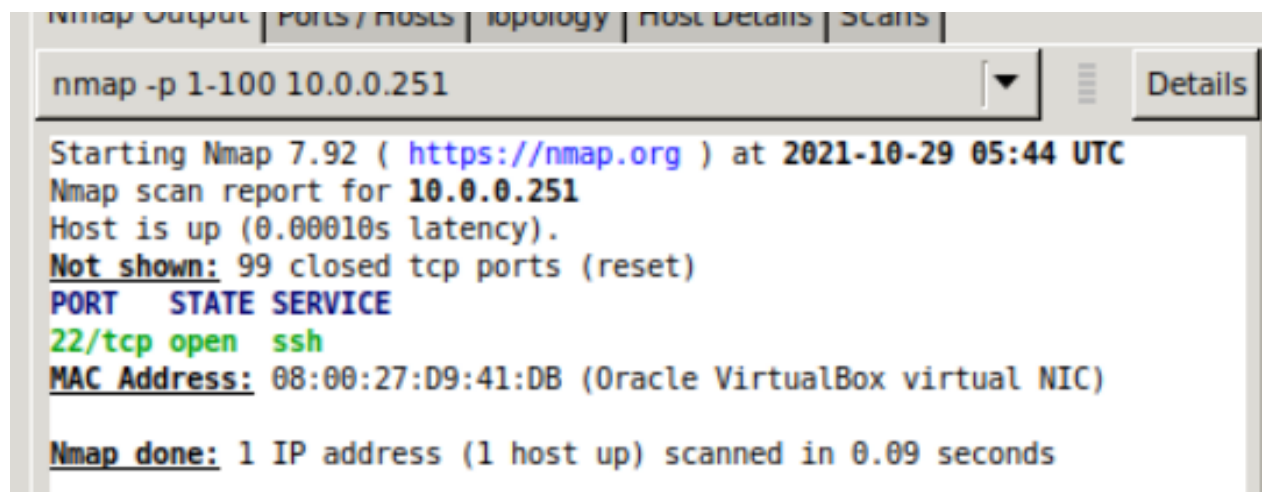 Nmap Output Ports / Hosts Topology Host Details Scans
nmap -p 1-100 10.0.0.251 Details
Starting Nmap 7.92 ( https://nmap.org ) at 2021-10-29 05:44 UTC
Nmap scan report for 10.0.0.251
Host is up (0.00010s latency).
Not shown: 99 closed tcp ports (reset)
PORT STATE SERVICE
22/tcp open ssh
MAC Address: 08:00:27:D9:41:DB (Oracle VirtualBox virtual NIC)
Nmap done: 1 IP address (1 host up) scanned in 0.09 seconds